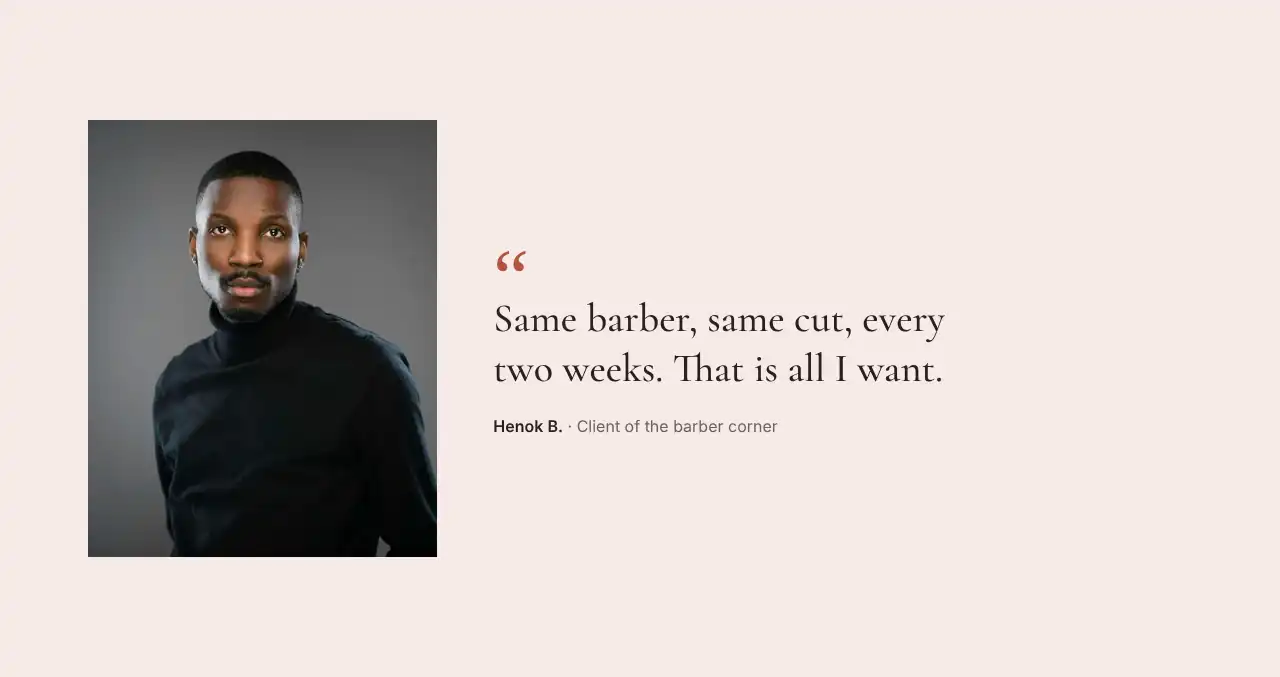 “
Same barber, same cut, every
two weeks. That is all I want.
Henok B. · Client of the barber corner